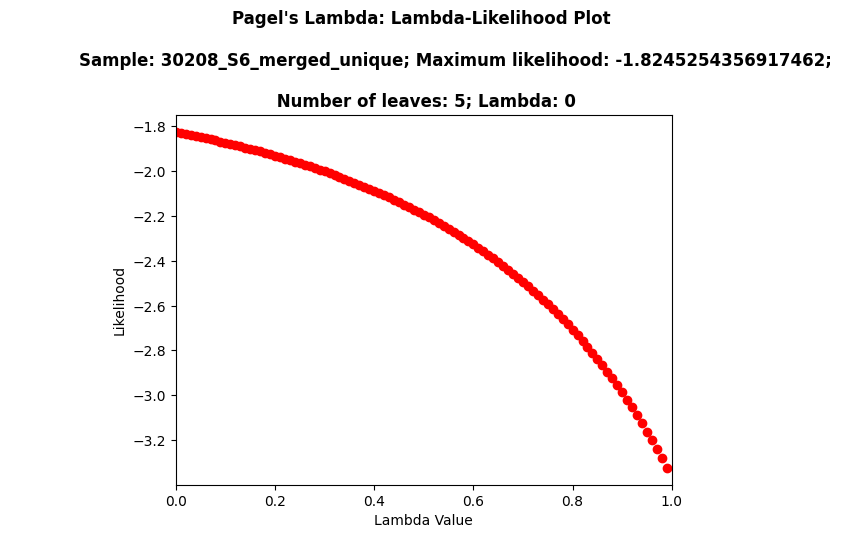 Pagel's Lambda: Lambda-Likelihood Plot
Sample: 30208_S6_merged_unique; Maximum likelihood: -1.8245254356917462;
Number of leaves: 5; Lambda: 0
−1.8
−2.0
−2.2
−2.4
−2.6
−2.8
−3.0
−3.2
Likelihood
0.0 0.2 0.4 0.6 0.8 1.0
Lambda Value